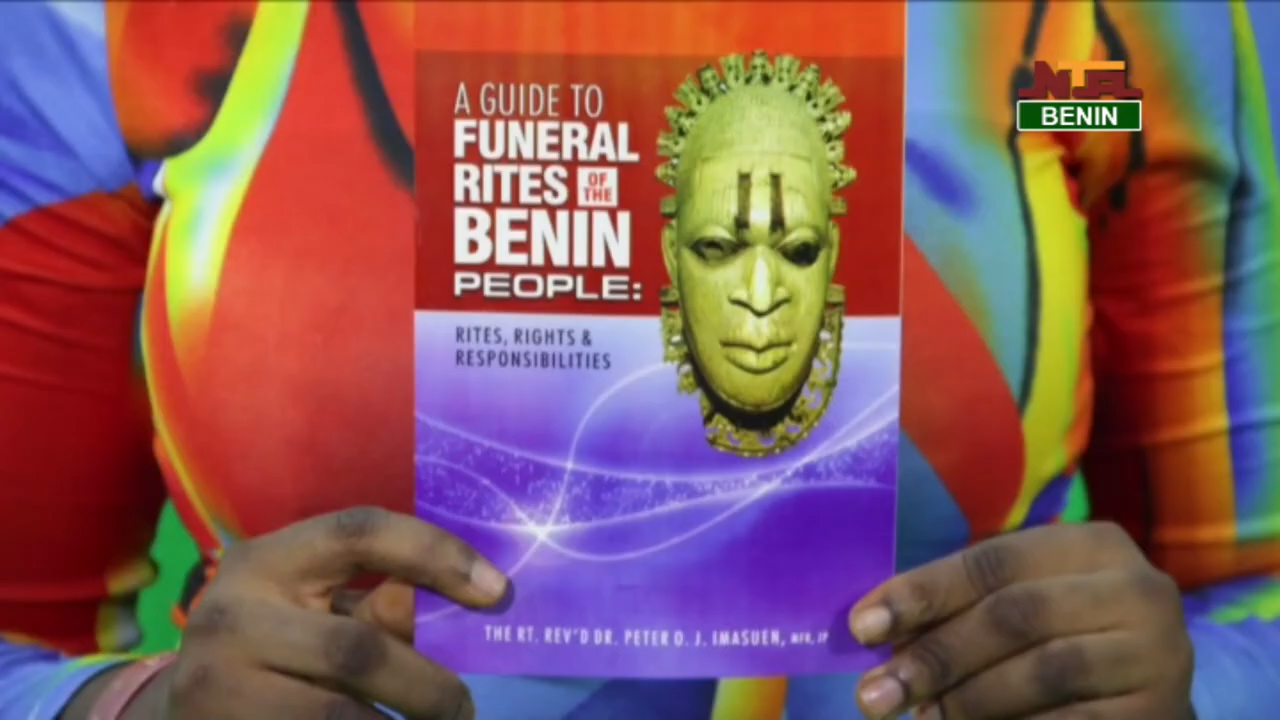 A GUIDE TO
FUNERAL
RITES OF THE
BENIN
PEOPLE:
RITES, RIGHTS &
RESPONSIBILITIES
THE RT. REV'D DR. PETER O. J. IMASUEN, MFR, JP
NTA
BENIN